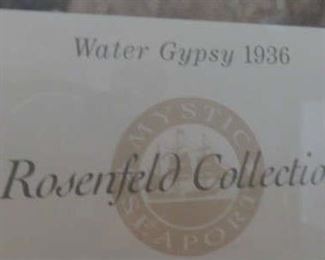 Water Gypsy 1936
MYSTIC
Rosenfeld Collectio
SEAPORT